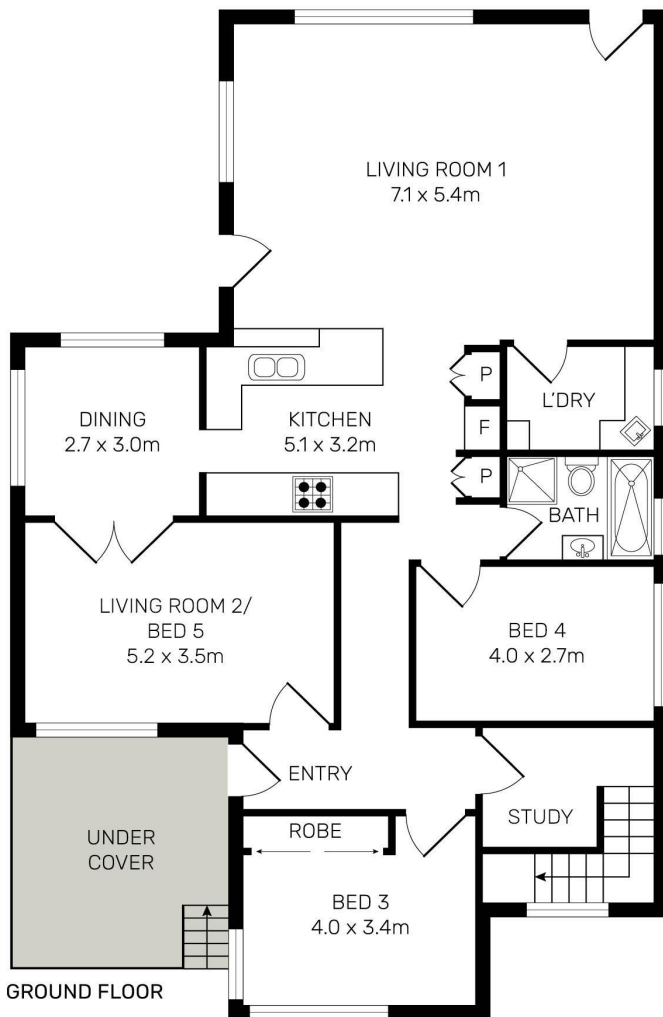 LIVING ROOM 1
7.1 x 5.4m
DINING
2.7 x 3.0m
KITCHEN
5.1 x 3.2m
P
L'DRY
F
P
BATH
LIVING ROOM 2/
BED 5
5.2 x 3.5m
BED 4
4.0 x 2.7m
ENTRY
STUDY
UNDER
COVER
ROBE
BED 3
4.0 x 3.4m
GROUND FLOOR